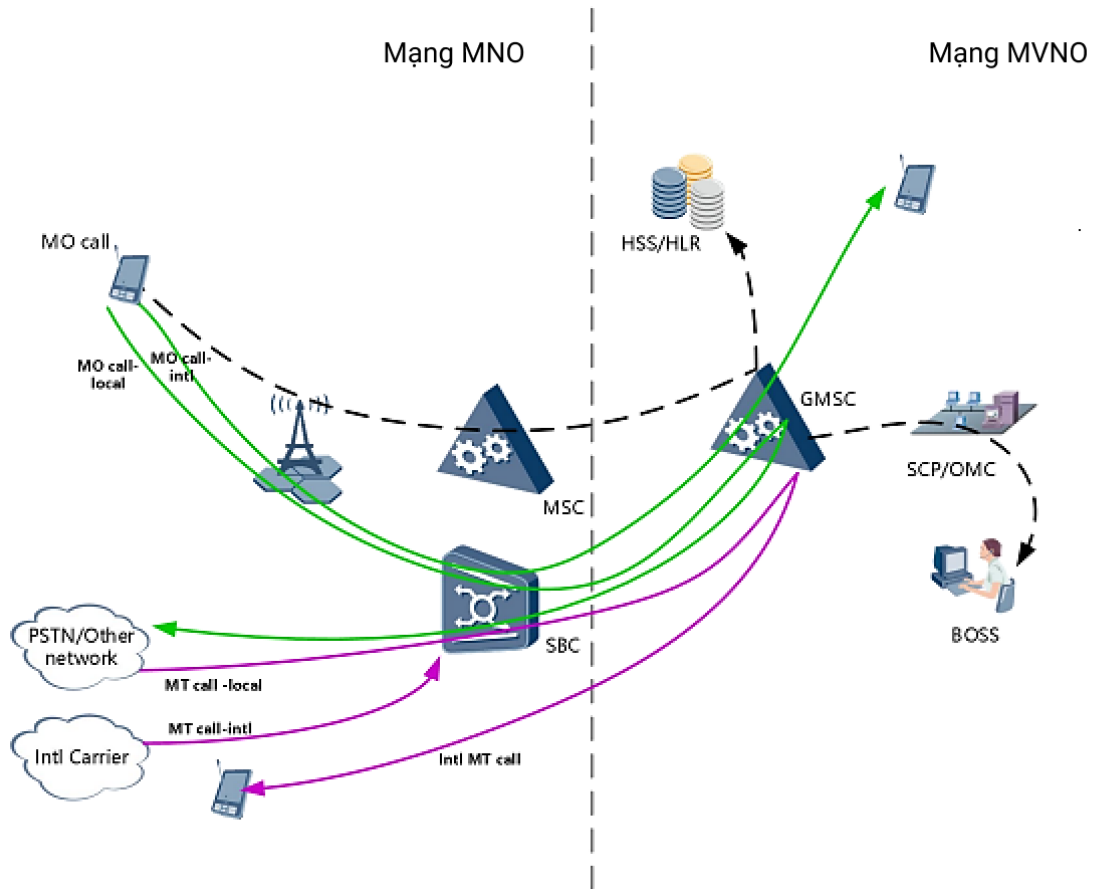 Mạng MNO
Mạng MVNO
HSS/HLR
MO call
MO call-
local
MO call-
intl
GMSC
SCP/OMC
MSC
PSTN/Other
network
SBC
BOSS
MT call -local
MT call-intl
Intl Carrier
Intl MT call